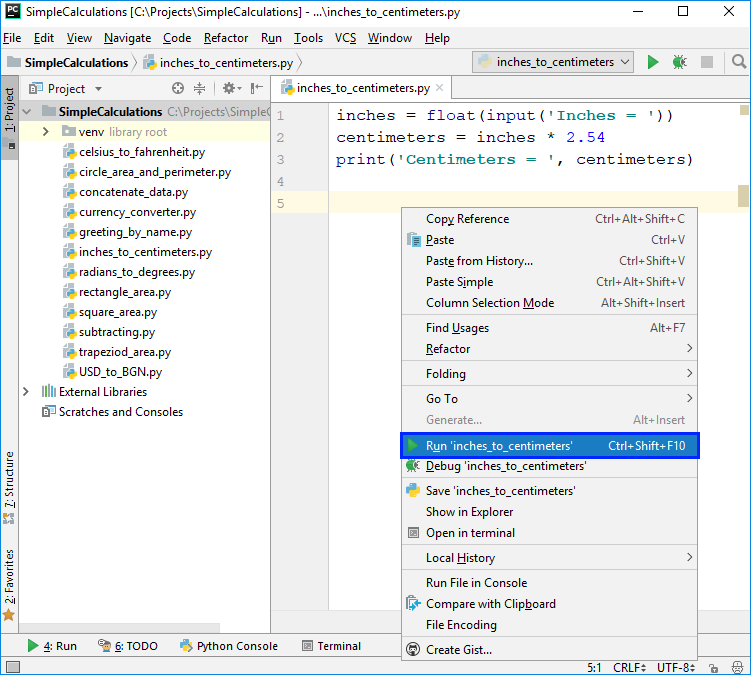 PC SimpleCalculations [C:\Projects\SimpleCalculations] - ...\inches_to_centimeters.py
File Edit View Navigate Code Refactor Run Tools VCS Window Help
SimpleCalculations inches_to_centimeters.py inches_to_centimeters
1: Project
Project
inches_to_centimeters.py
SimpleCalculations C:\Projects\SimpleC
venv library root
celsius_to_fahrenheit.py
circle_area_and_perimeter.py
concatenate_data.py
currency_converter.py
greeting_by_name.py
inches_to_centimeters.py
radians_to_degrees.py
rectangle_area.py
square_area.py
subtracting.py
trapeziod_area.py
USD_to_BGN.py
External Libraries
Scratches and Consoles
7: Structure
2: Favorites
1 inches = float(input('Inches = '))
2 centimeters = inches * 2.54
3 print('Centimeters = ', centimeters)
4
5
Copy Reference Ctrl+Alt+Shift+C
Paste Ctrl+V
Paste from History... Ctrl+Shift+V
Paste Simple Ctrl+Alt+Shift+V
Column Selection Mode Alt+Shift+Insert
Find Usages Alt+F7
Refactor
Folding
Go To
Generate... Alt+Insert
Run 'inches_to_centimeters' Ctrl+Shift+F10
Debug 'inches_to_centimeters'
Save 'inches_to_centimeters'
Show in Explorer
Open in terminal
Local History
Run File in Console
Compare with Clipboard
File Encoding
Create Gist...
4: Run 6: TODO Python Console Terminal
5:1 CRLF UTF-8